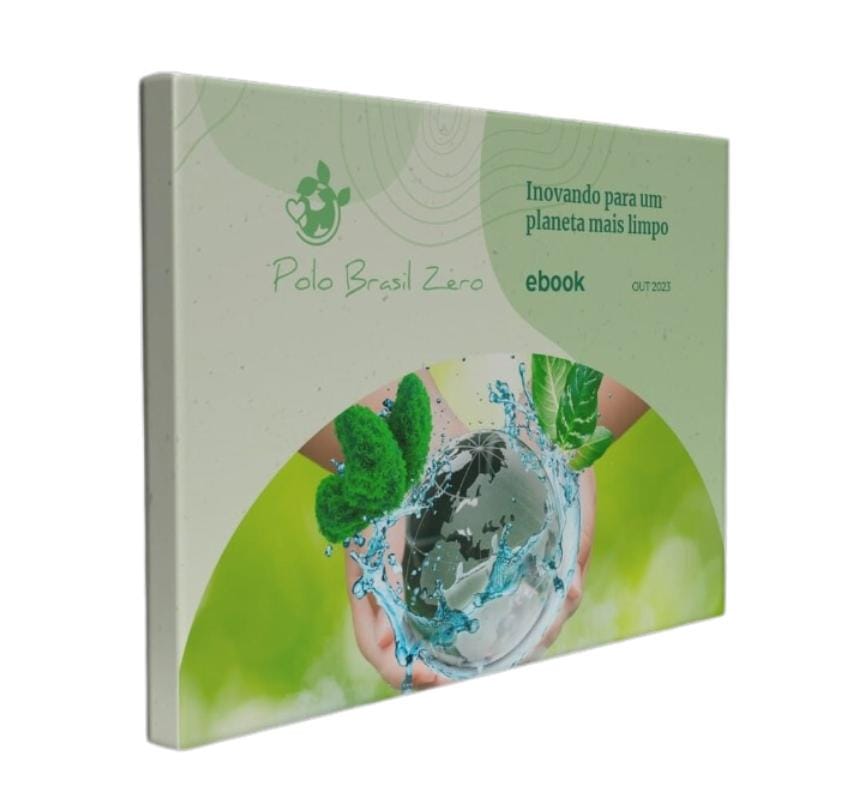 Polo Brasil Zero
Inovando para um
planeta mais limpo
ebook
OUT 2023